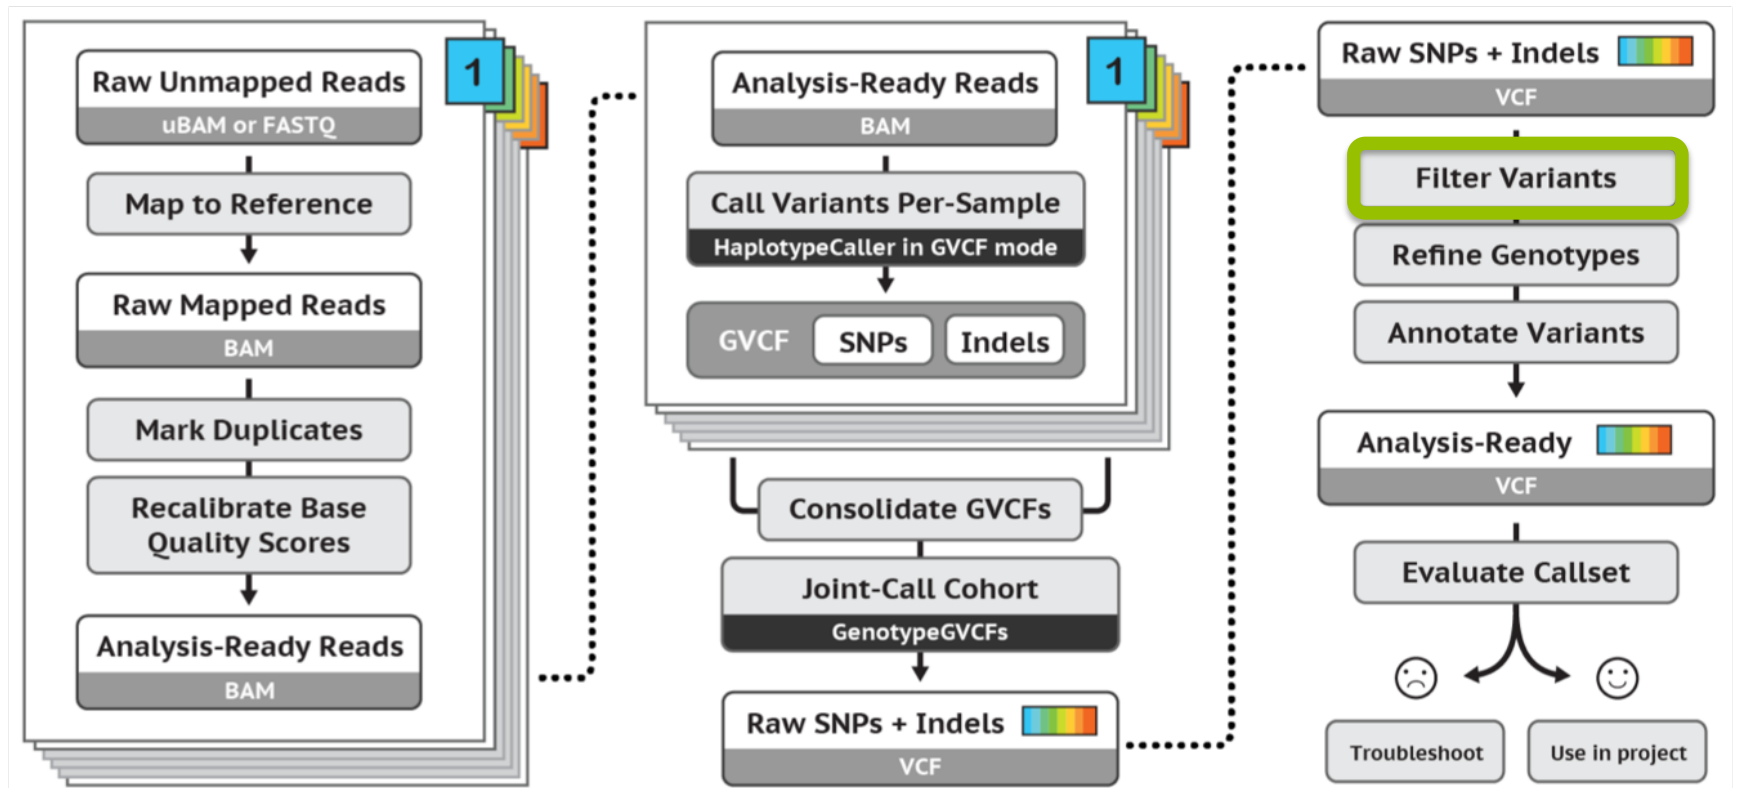 1
Raw Unmapped Reads
uBAM or FASTQ
Map to Reference
Raw Mapped Reads
BAM
Mark Duplicates
Recalibrate Base
Quality Scores
Analysis-Ready Reads
BAM
1
Analysis-Ready Reads
BAM
Call Variants Per-Sample
HaplotypeCaller in GVCF mode
GVCF SNPs Indels
Consolidate GVCFs
Joint-Call Cohort
GenotypeGVCFs
Raw SNPs + Indels
VCF
Raw SNPs + Indels
VCF
Filter Variants
Refine Genotypes
Annotate Variants
Analysis-Ready
VCF
Evaluate Callset
Troubleshoot
Use in project